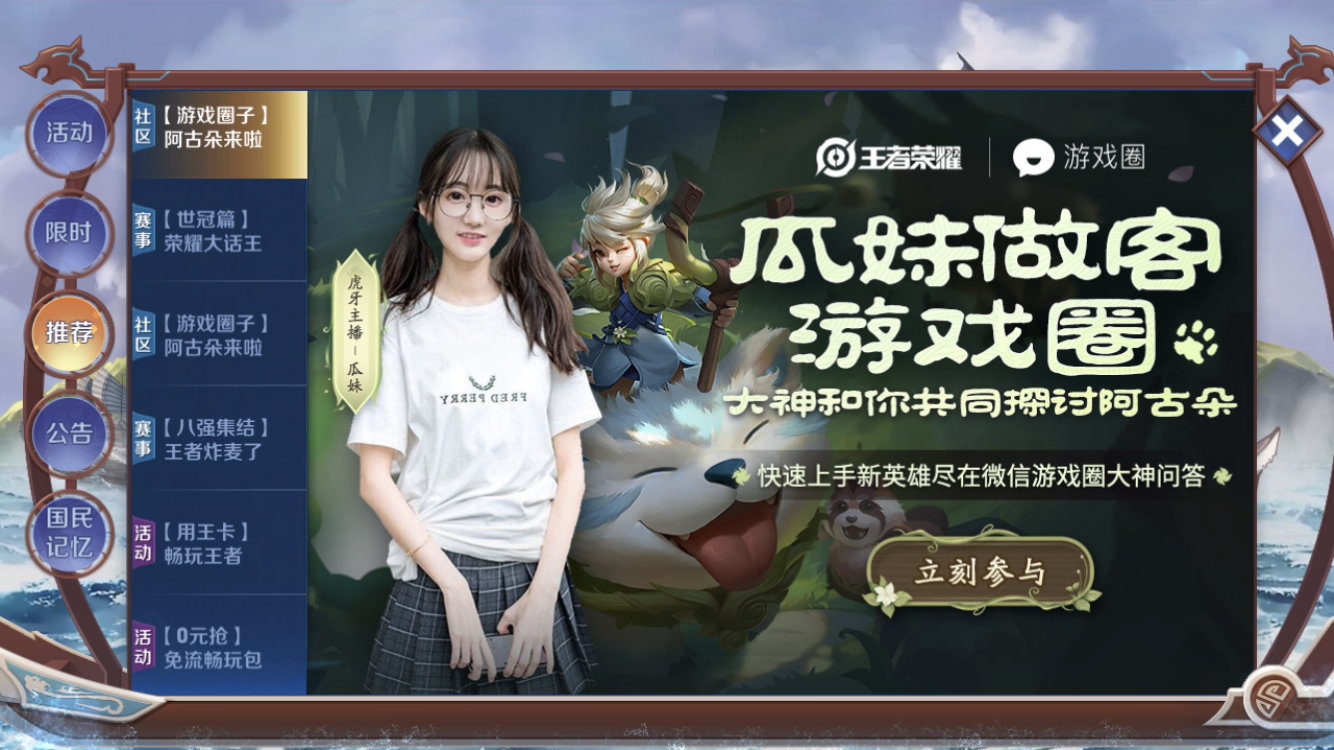 活动
限时
推荐
公告
国民
记忆
社区
【游戏圈子】
阿古朵来啦
赛事
【世冠篇】
荣耀大话王
社区
【游戏圈子】
阿古朵来啦
赛事
【八强集结】
王者炸麦了
活动
【用王卡】
畅玩王者
活动
【0元抢】
免流畅玩包
虎牙主播-瓜妹
FRED PERRY
王者荣耀 | 游戏圈
瓜妹做客
游戏圈
大神和你共同探讨阿古朵
快速上手新英雄尽在微信游戏圈大神问答
立刻参与